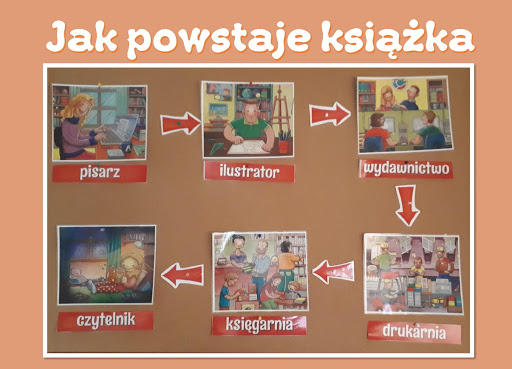 Jak powstaje książka
pisarz
ilustrator
wydawnictwo
drukarnia
księgarnia
czytelnik